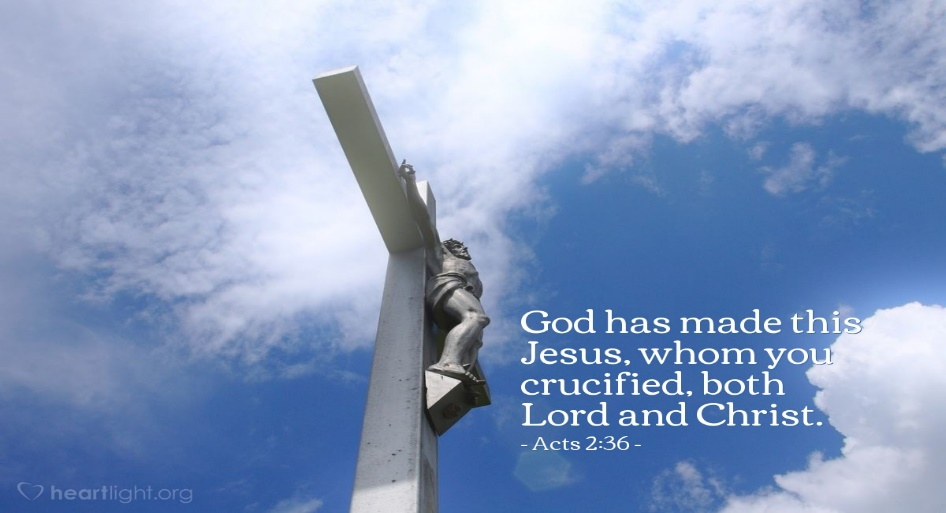 God has made this
Jesus, whom you
crucified, both
Lord and Christ.
- Acts 2:36 -
heartlight.org